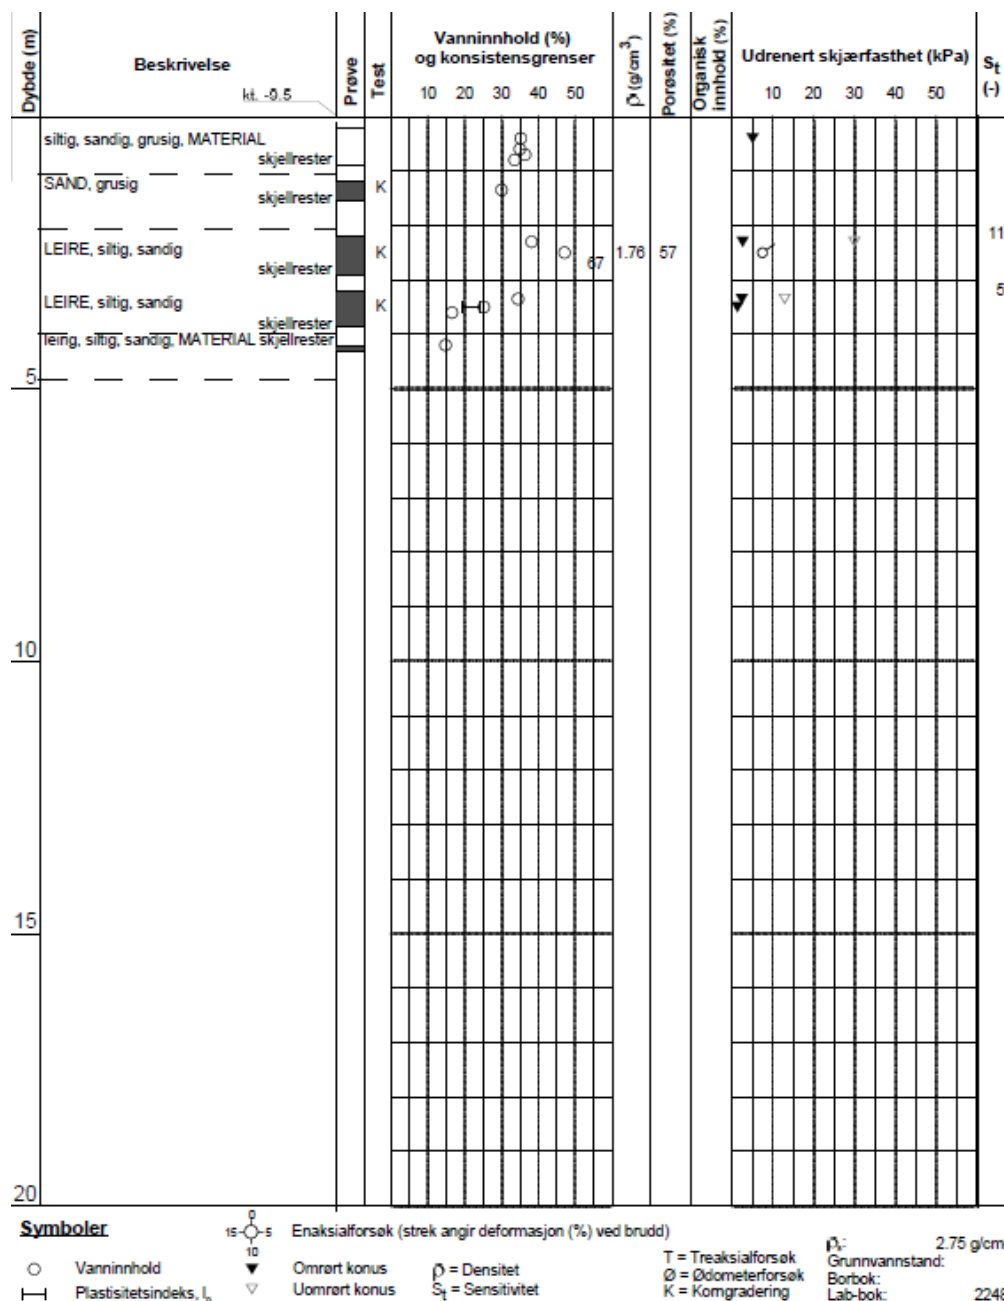 Dybde (m)
Beskrivelse
kt. -9.5
Prøve
Test
Vanninnhold (%)
og konsistensgrenser
10 20 30 40 50
ρ (g/cm³)
Porøsitet (%)
Organisk
innhold (%)
Udrenert skjærfasthet (kPa)
10 20 30 40 50
St
(-)
siltig, sandig, grusig, MATERIAL
skjellrester
SAND, grusig
skjellrester
K
LEIRE, siltig, sandig
skjellrester
K
67
1.76
57
11
LEIRE, siltig, sandig
skjellrester
K
5
leirig, siltig, sandig, MATERIAL skjellrester
5
10
15
20
Symboler
0
15 5
10
Enaksialforsøk (strek angir deformasjon (%) ved brudd)
Vanninnhold
Omrørt konus
ρ = Densitet
T = Treaksialforsøk
Ø = Ødometerforsøk
K = Korngradering
Plastisitetsindeks, Ip
Uomrørt konus
St = Sensitivitet
ρs: 2.75 g/cm
Grunnvannstand:
Borbok:
Lab-bok: 2248